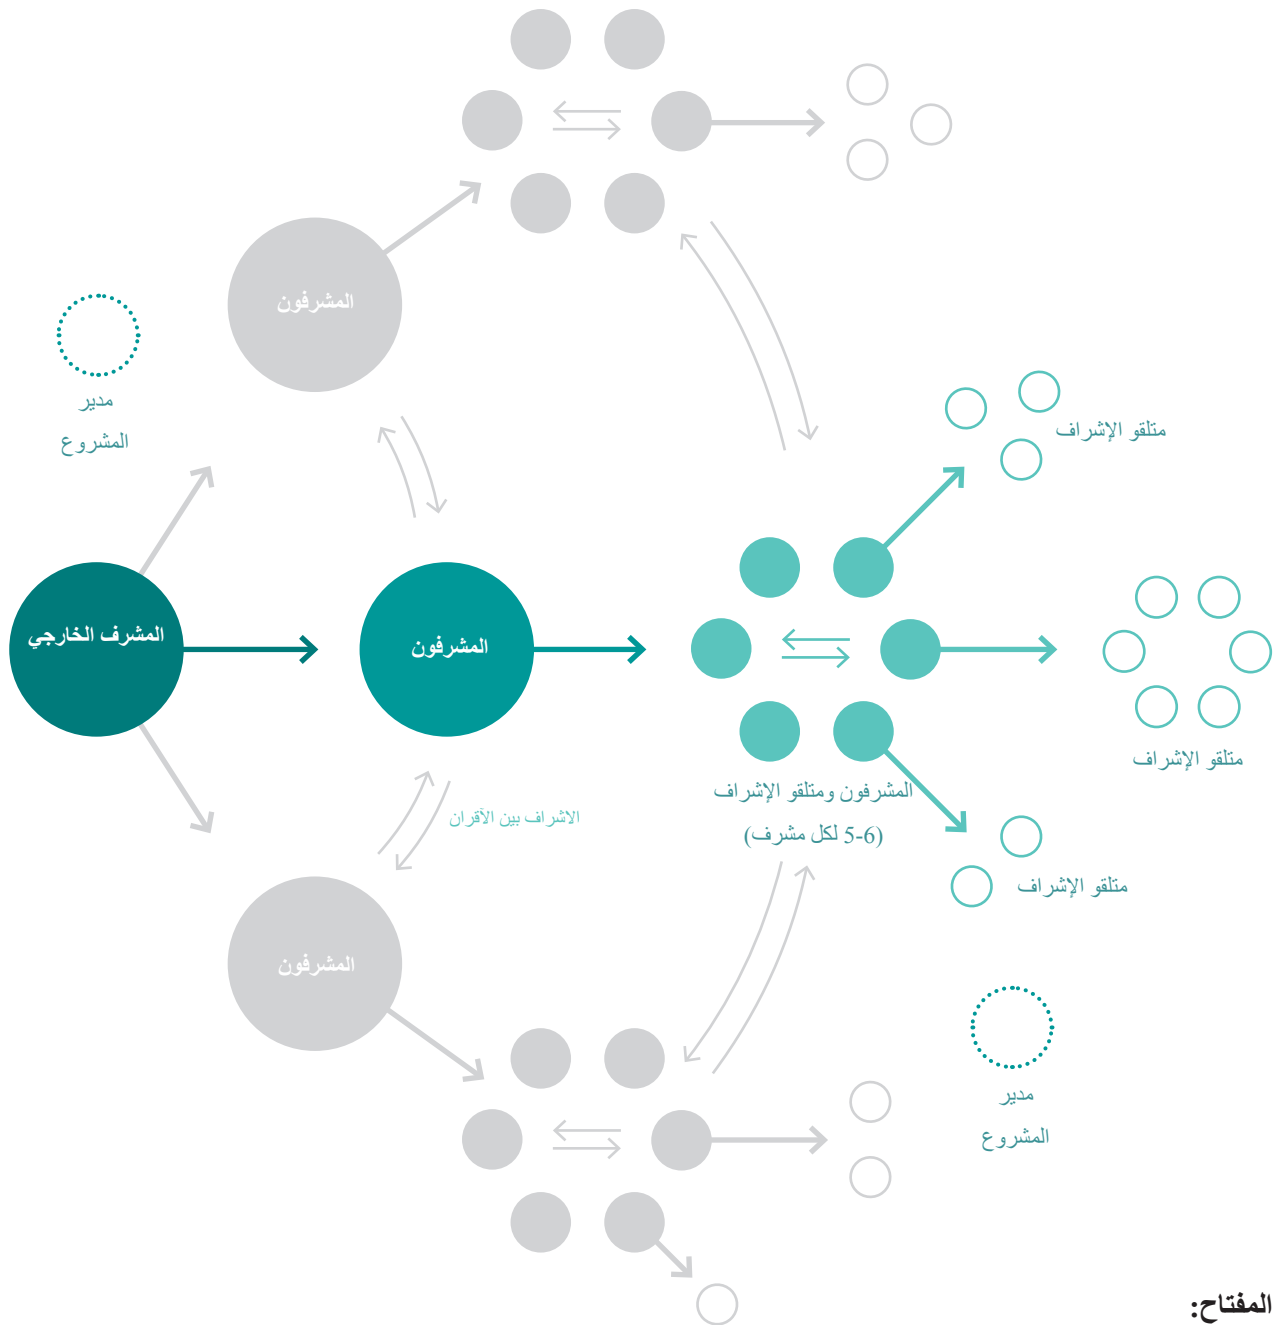 المشرفون
مدير
المشروع
متلقو الإشراف
المشرف الخارجي
المشرفون
متلقو الإشراف
المشرفون ومتلقو الإشراف
(5-6 لكل مشرف)
الاشراف بين الآقران
متلقو الإشراف
المشرفون
مدير
المشروع
المفتاح: